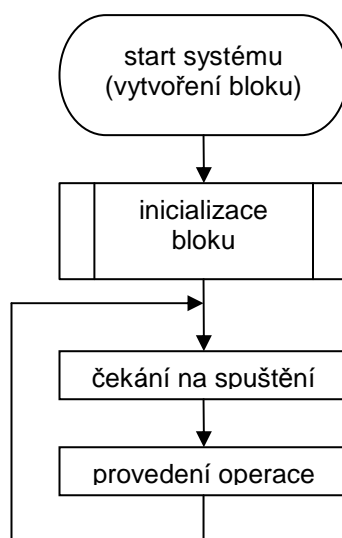 start systému
(vytvoření bloku)
inicializace
bloku
čekání na spuštění
provedení operace